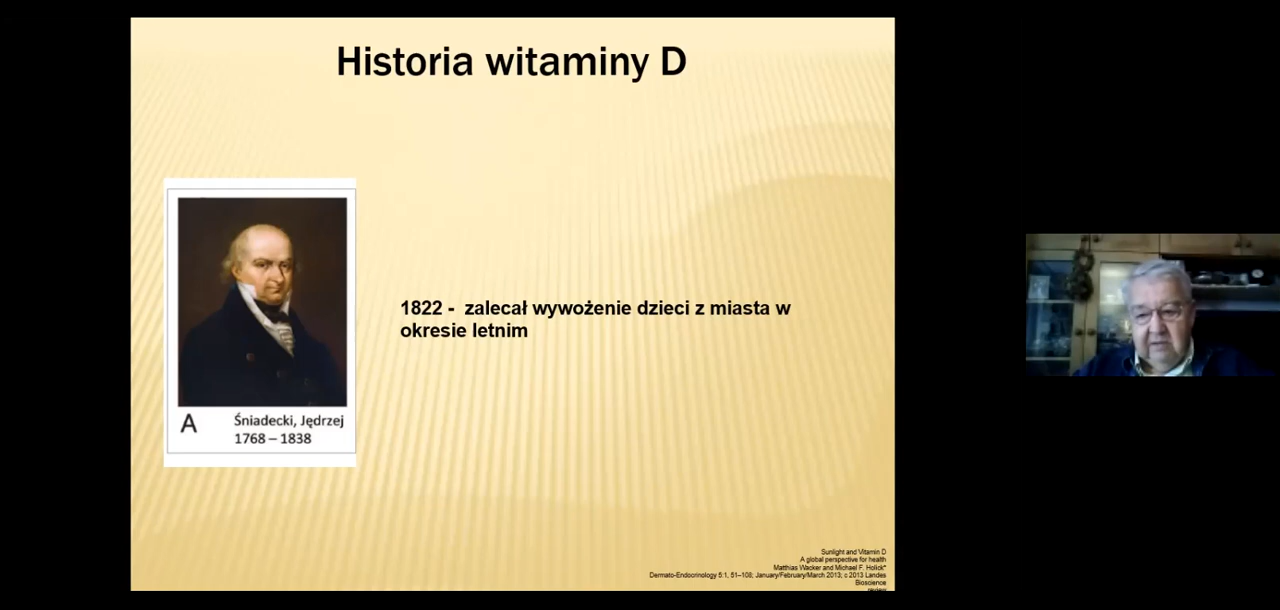 Historia witaminy D
1822 - zalecał wywożenie dzieci z miasta w
okresie letnim
A
Śniadecki, Jędrzej
1768 – 1838
Sunlight and Vitamin D
A global perspective for health
Matthias Wacker and Michael F. Holick*
Dermato-Endocrinology 5:1, 51–108; January/February/March 2013; c 2013 Landes
Bioscience
review